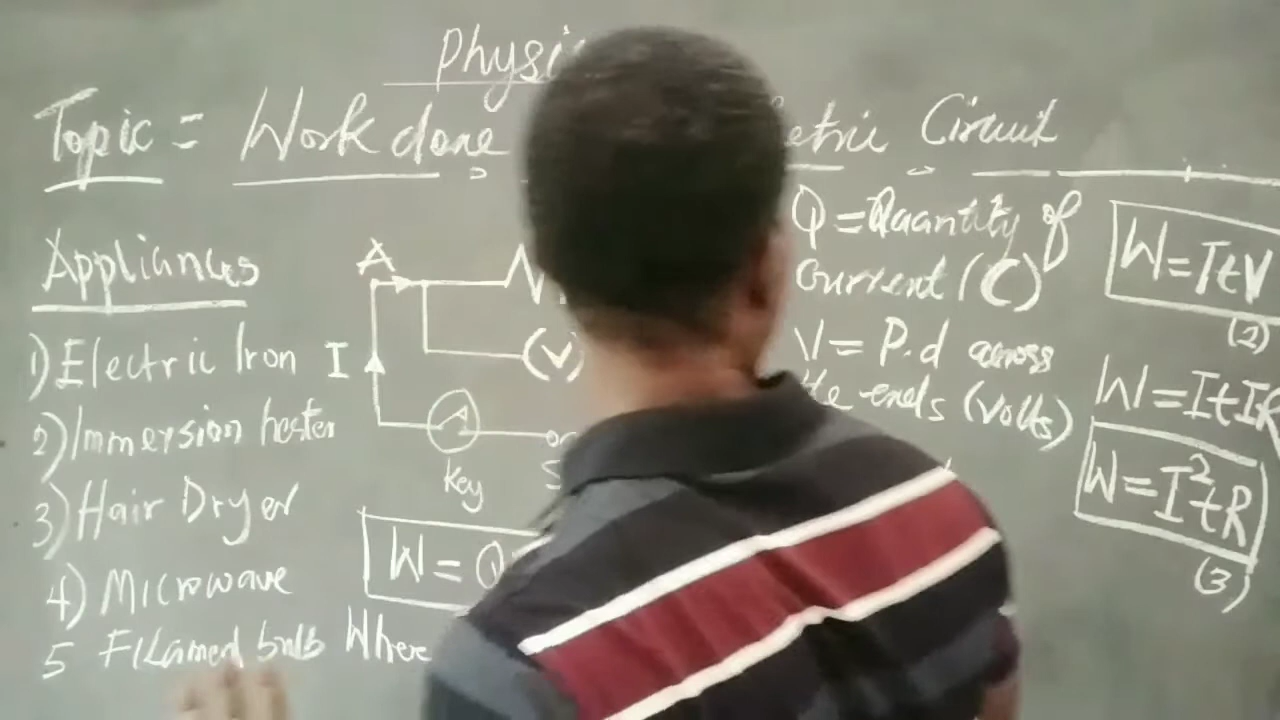 Physi
Topic = Work done etric Circuit
Appliances
1) Electric Iron
2) Immersion heater
3) Hair Dryer
4) Microwave
5 Filamed bulb
A
I
(V)
A
Key
S
W = Q
Where
Q = Quantity of
Current (C)
V = P.d across
the ends (Volts)
W = ItV
(2)
W = ItIR
W = I²tR
(3)